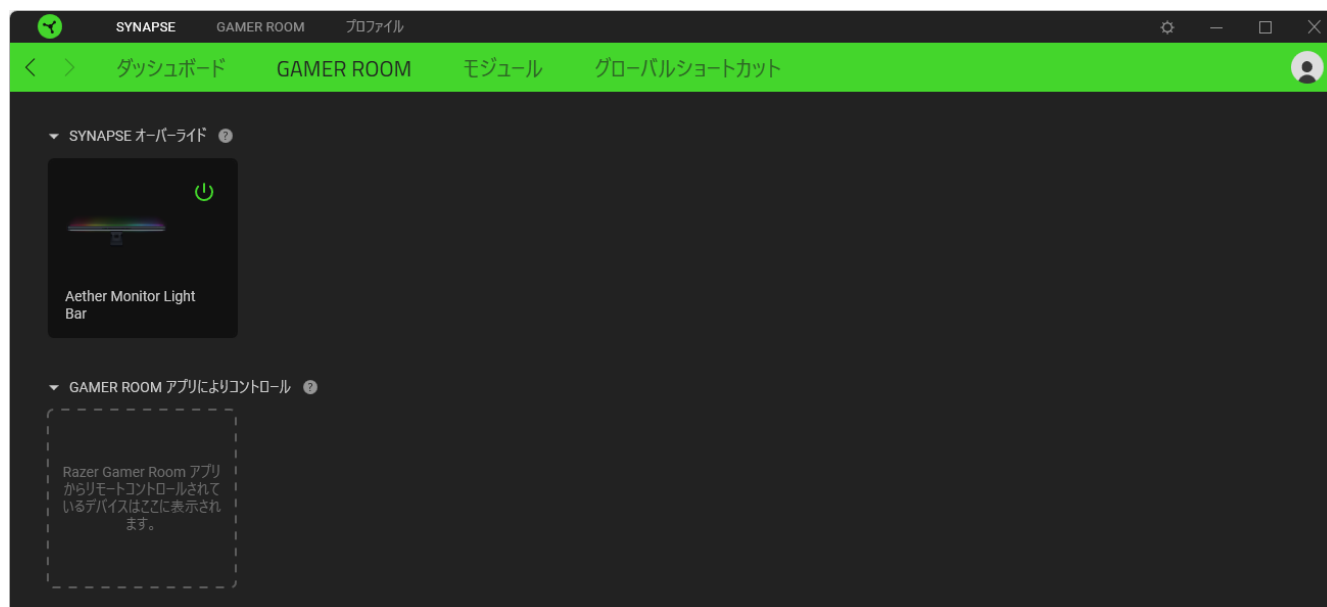 SYNAPSE GAMER ROOM プロファイル
ダッシュボード GAMER ROOM モジュール グローバルショートカット
SYNAPSE オーバーライド ?
Aether Monitor Light
Bar
GAMER ROOM アプリによりコントロール ?
Razer Gamer Room アプリ
からリモートコントロールされて
いるデバイスはここに表示され
ます。